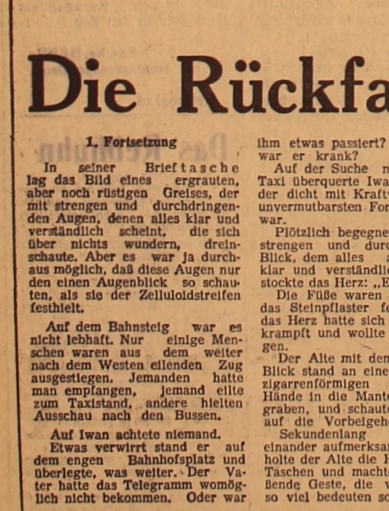 Die Rückfa
1. Fortsetzung
In seiner Brieftasche
lag das Bild eines ergrauten,
aber noch rüstigen Greises, der
mit strengen und durchdringen-
den Augen, denen alles klar und
verständlich scheint, die sich
über nichts wundern, drein-
schaute. Aber es war ja durch-
aus möglich, daß diese Augen nur
den einen Augenblick so schau-
ten, als sie der Zelluloidstreifen
festhielt.
Auf dem Bahnsteig war es
nicht lebhaft. Nur einige Men-
schen waren aus dem weiter
nach dem Westen eilenden Zug
ausgestiegen. Jemanden hatte
man empfangen, jemand eilte
zum Taxistand, andere hielten
Ausschau nach den Bussen.
Auf Iwan achtete niemand.
Etwas verwirrt stand er auf
dem engen Bahnhofsplatz und
überlegte, was weiter. Der Va-
ter hatte das Telegramm womög-
lich nicht bekommen. Oder war
ihm etwas passiert?
war er krank?
Auf der Suche n
Taxi überquerte Iwa
der dicht mit Kraft
unvermutbarsten For
war.
Plötzlich begegne
strengen und durc
Blick, dem alles
klar und verständli
stockte das Herz: „E
Die Füße waren
das Steinpflaster fe
das Herz hatte sich
krampft und wollte
gen.
Der Alte mit den
Blick stand an eine
zigarrenförmigen
Hände in die Mante
graben, und schaute
auf die Vorbeigeh
Sekundenlang
einander aufmerksa
holte der Alte die H
Taschen und macht
ßende Geste, die v
so viel bedeuten so